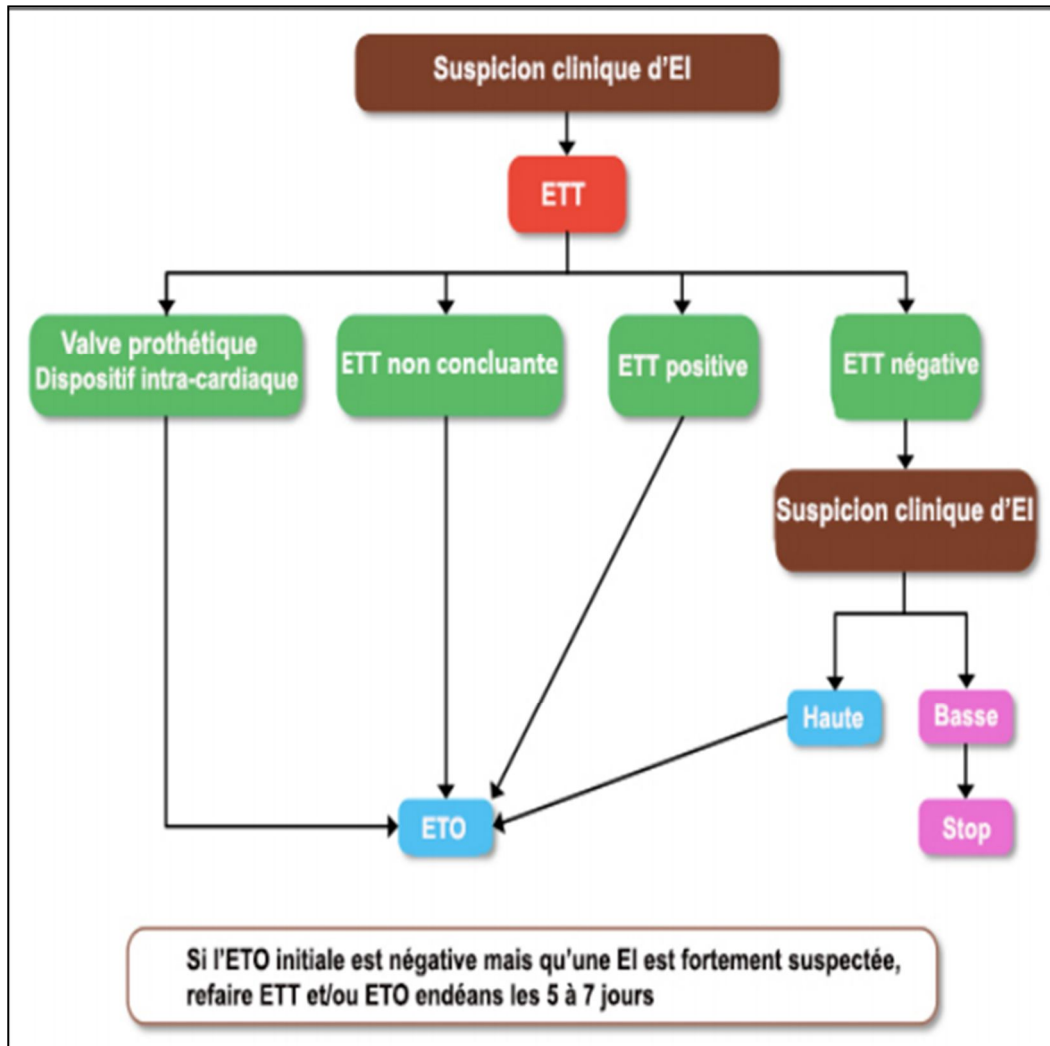 Suspicion clinique d'EI
ETT
Valve prothétique
Dispositif intra-cardiaque
ETT non concluante
ETT positive
ETT négative
Suspicion clinique d'EI
Haute
Basse
ETO
Stop
Si l'ETO initiale est négative mais qu'une EI est fortement suspectée,
refaire ETT et/ou ETO endéans les 5 à 7 jours